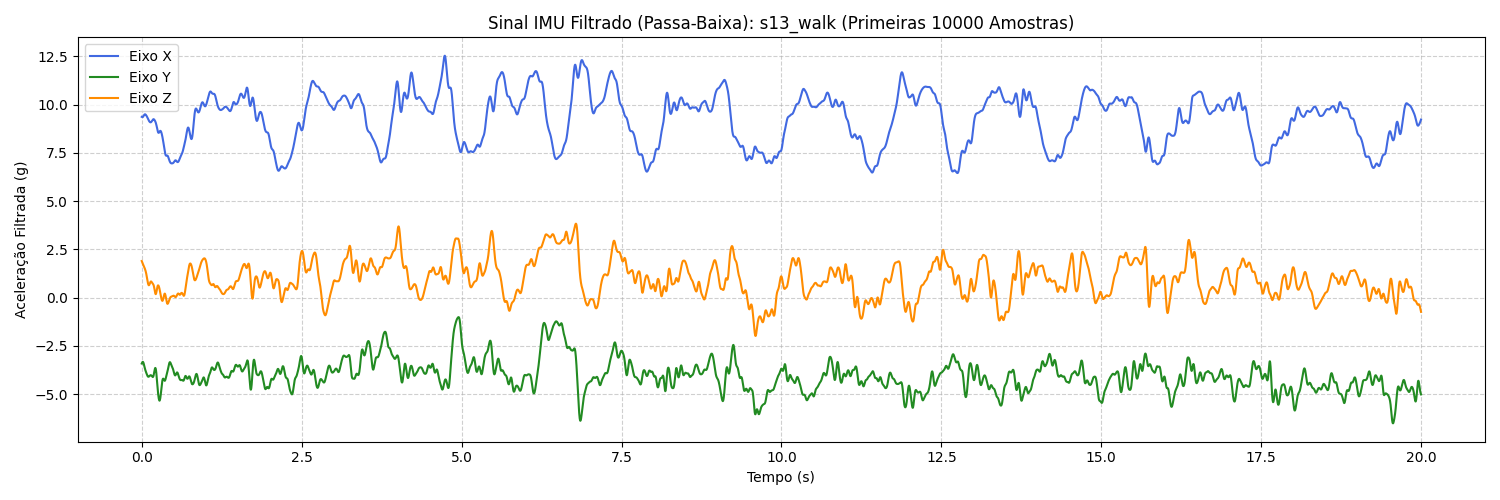 Sinal IMU Filtrado (Passa-Baixa): s13_walk (Primeiras 10000 Amostras)
Eixo X
Eixo Y
Eixo Z
Aceleração Filtrada (g)
12.5
10.0
7.5
5.0
2.5
0.0
−2.5
−5.0
0.0 2.5 5.0 7.5 10.0 12.5 15.0 17.5 20.0
Tempo (s)